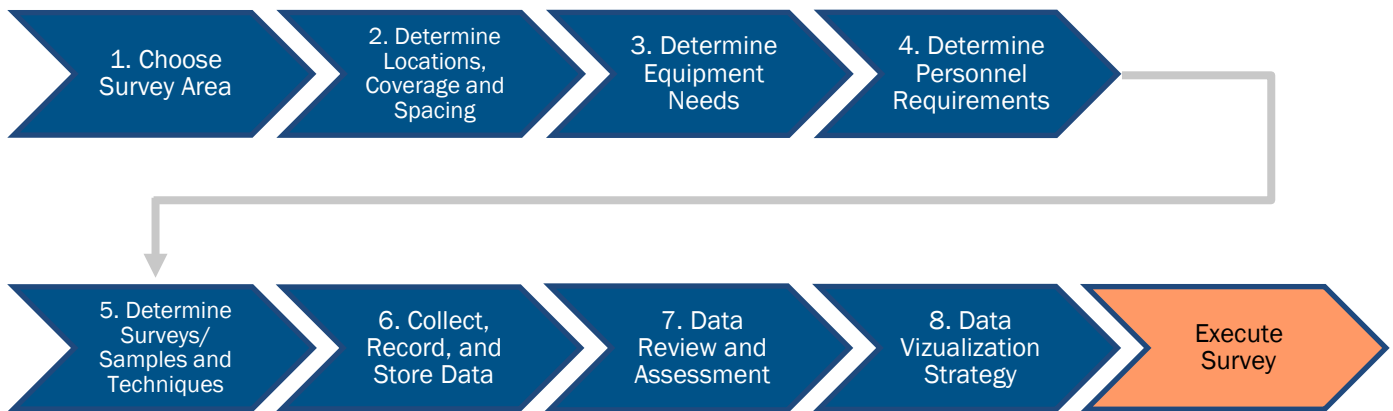 1. Choose
Survey Area
2. Determine
Locations,
Coverage and
Spacing
3. Determine
Equipment
Needs
4. Determine
Personnel
Requirements
5. Determine
Surveys/
Samples and
Techniques
6. Collect,
Record, and
Store Data
7. Data
Review and
Assessment
8. Data
Vizualization
Strategy
Execute
Survey